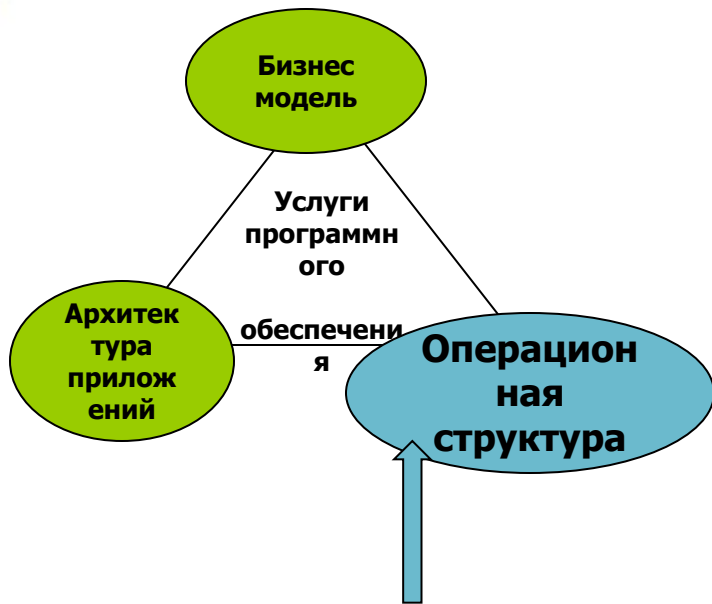 Бизнес
модель
Услуги
программн
ого
обеспечени
я
Архитек
тура
прилож
ений
Операцион
ная
структура